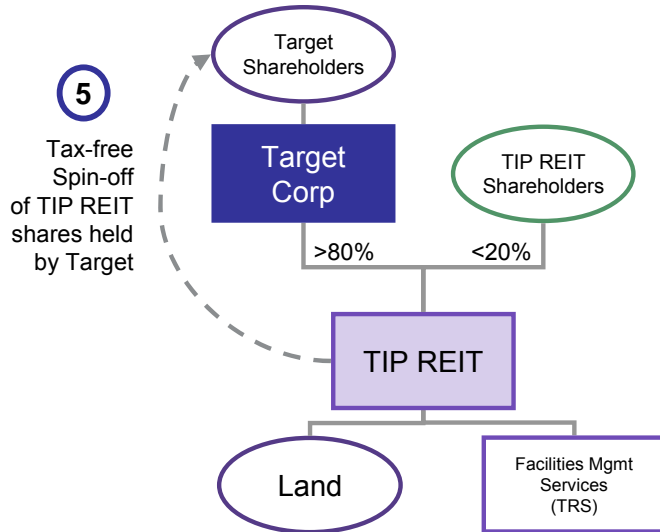 Target
Shareholders
5
Tax-free
Spin-off
of TIP REIT
shares held
by Target
Target
Corp
TIP REIT
Shareholders
>80%
<20%
TIP REIT
Land
Facilities Mgmt
Services
(TRS)